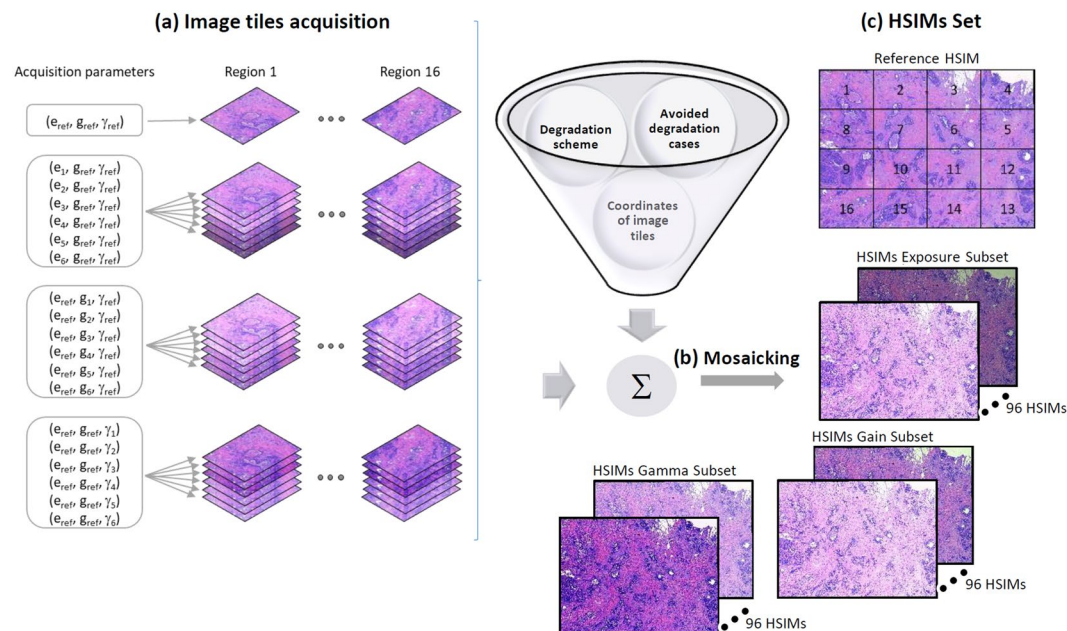 (a) Image tiles acquisition
Acquisition parameters
Region 1
Region 16
(eref, gref, γref)
(e1, gref, γref)
(e2, gref, γref)
(e3, gref, γref)
(e4, gref, γref)
(e5, gref, γref)
(e6, gref, γref)
(eref, g1, γref)
(eref, g2, γref)
(eref, g3, γref)
(eref, g4, γref)
(eref, g5, γref)
(eref, g6, γref)
(eref, gref, γ1)
(eref, gref, γ2)
(eref, gref, γ3)
(eref, gref, γ4)
(eref, gref, γ5)
(eref, gref, γ6)
Degradation
scheme
Avoided
degradation
cases
Coordinates
of image
tiles
Σ
(b) Mosaicking
(c) HSIMs Set
Reference HSIM
1 2 3 4
8 7 6 5
9 10 11 12
16 15 14 13
HSIMs Exposure Subset
96 HSIMs
HSIMs Gain Subset
96 HSIMs
HSIMs Gamma Subset
96 HSIMs